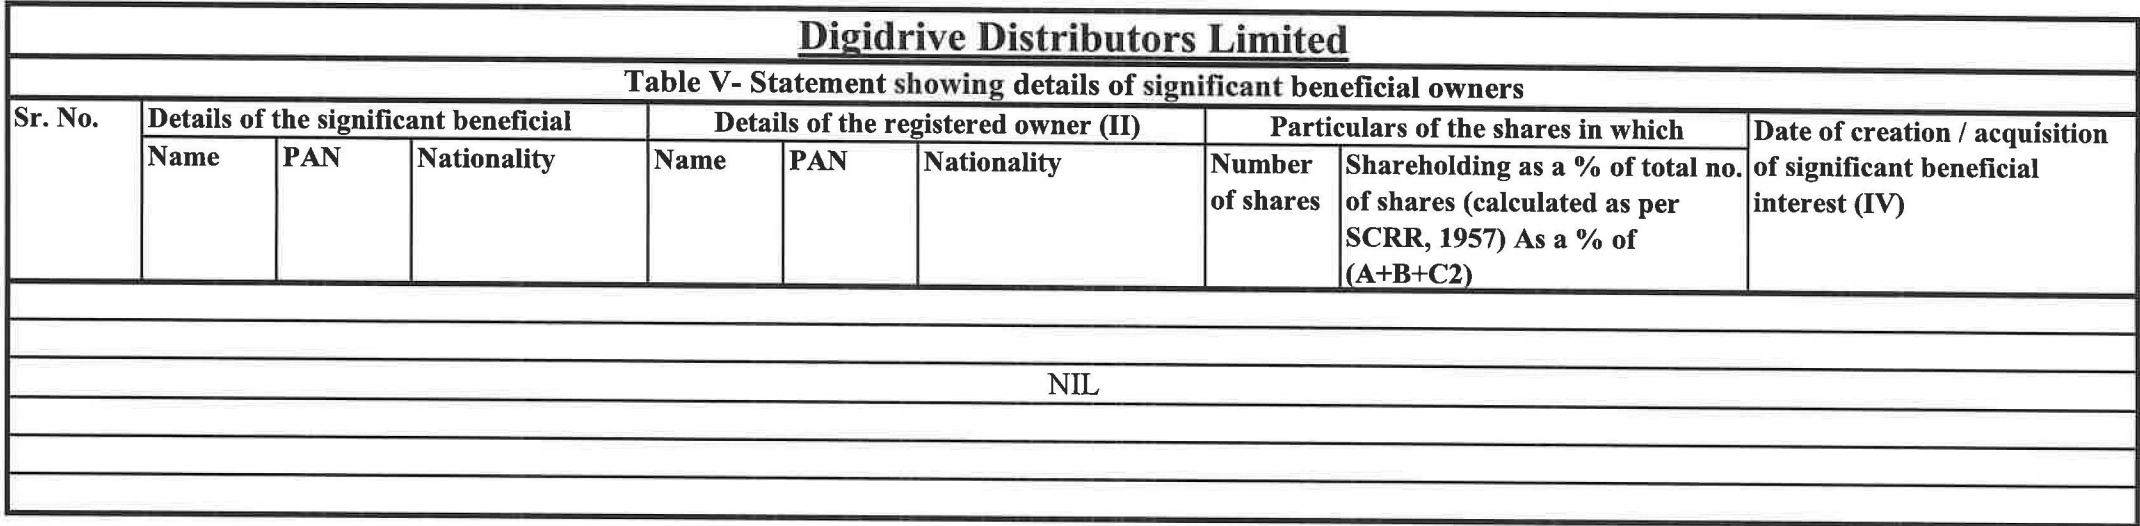 Digidrive Distributors Limited
Table V- Statement showing details of significant beneficial owners
Sr. No.
Details of the significant beneficial
Details of the registered owner (II)
Particulars of the shares in which
Date of creation / acquisition
of significant beneficial
interest (IV)
Name
PAN
Nationality
Name
PAN
Nationality
Number
of shares
Shareholding as a % of total no.
of shares (calculated as per
SCRR, 1957) As a % of
(A+B+C2)
NIL